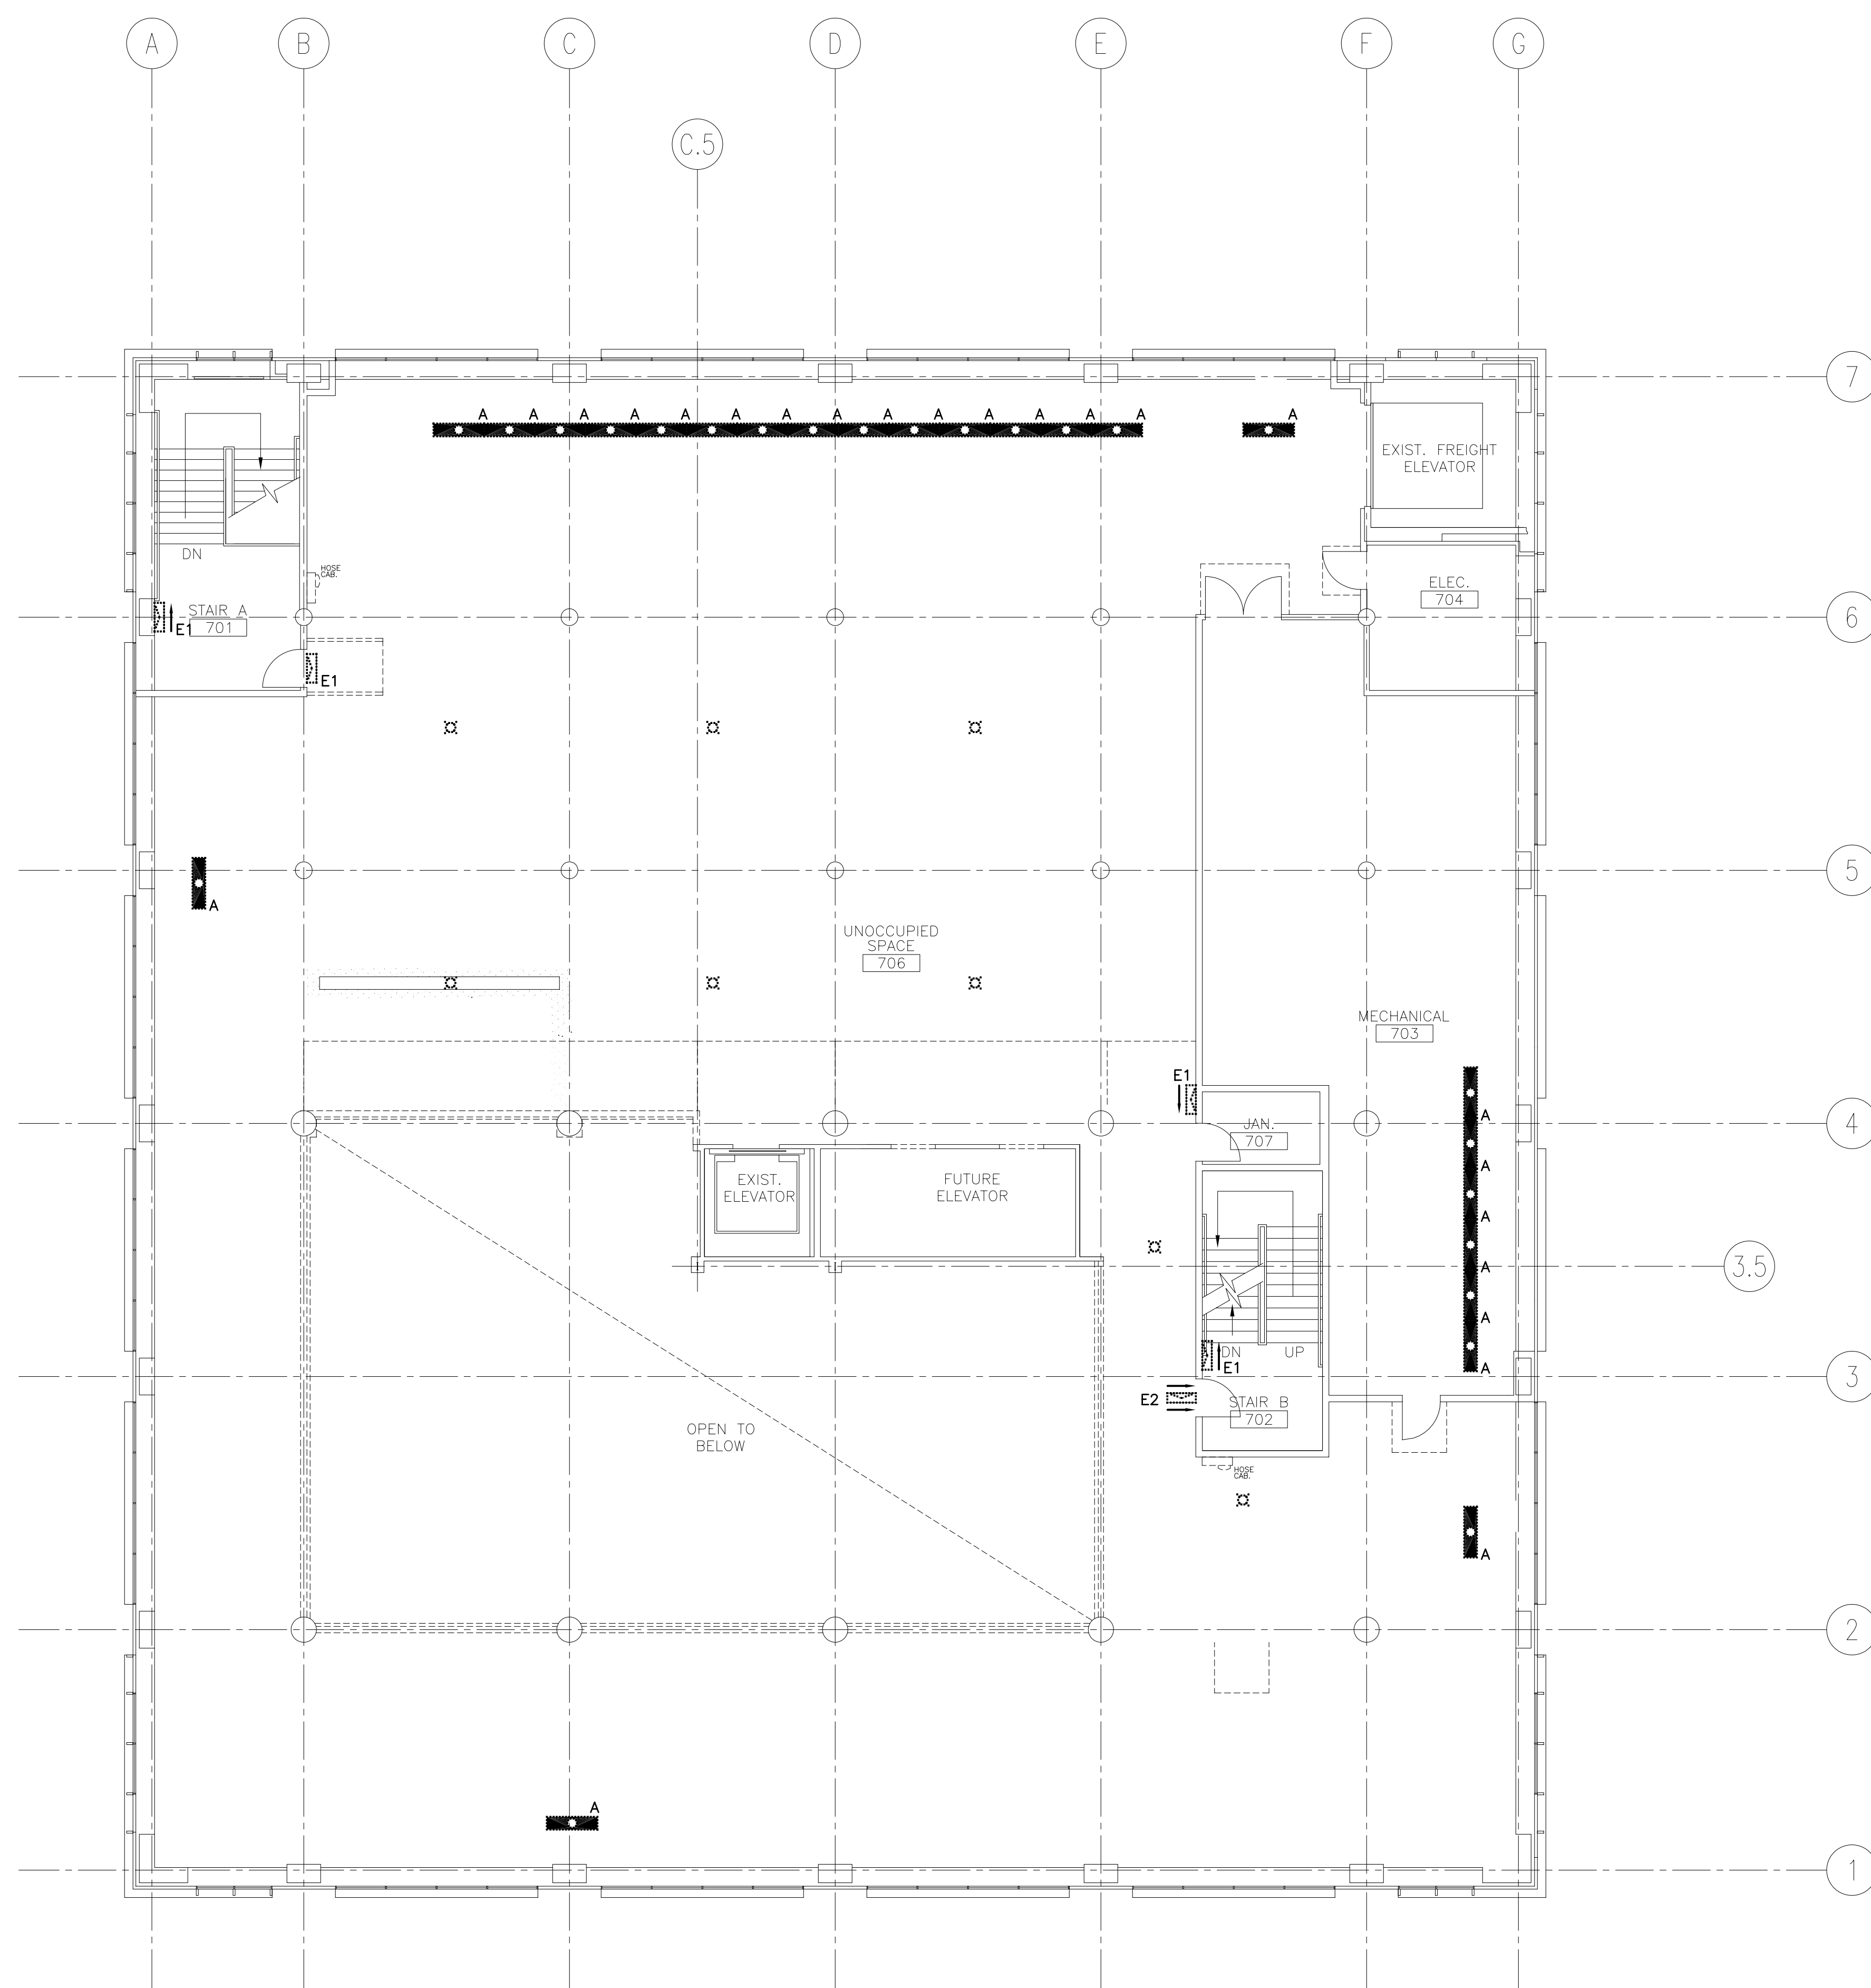 A B C D E F G
C.5
7
A A A A A A A A A A A A A A A
EXIST. FREIGHT
ELEVATOR
DN
HOSE
CAB.
ELEC.
704
STAIR A
701
E1
6
E1
5
A
UNOCCUPIED
SPACE
706
MECHANICAL
703
E1
A
4
JAN.
707
A
EXIST.
ELEVATOR
FUTURE
ELEVATOR
A
3.5
A
A
DN UP
E1
A
3
E2
STAIR B
702
OPEN TO
BELOW
HOSE
CAB.
A
2
A
1